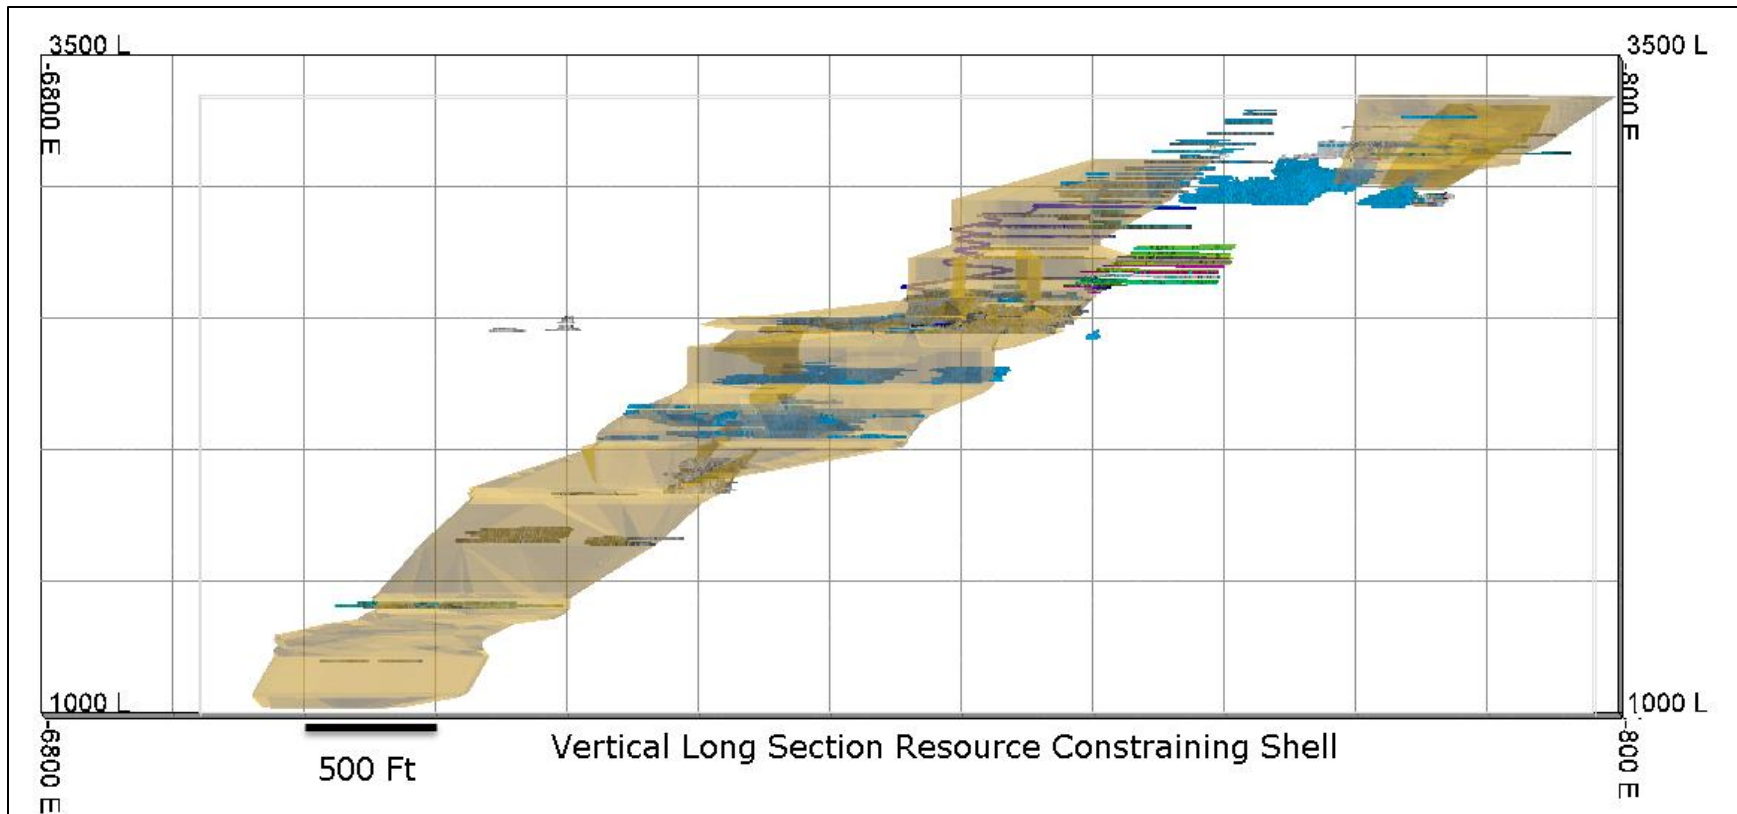 3500 L
3500 L
-6800 E
-800 E
1000 L
1000 L
-6800 E
-800 E
500 Ft
Vertical Long Section Resource Constraining Shell